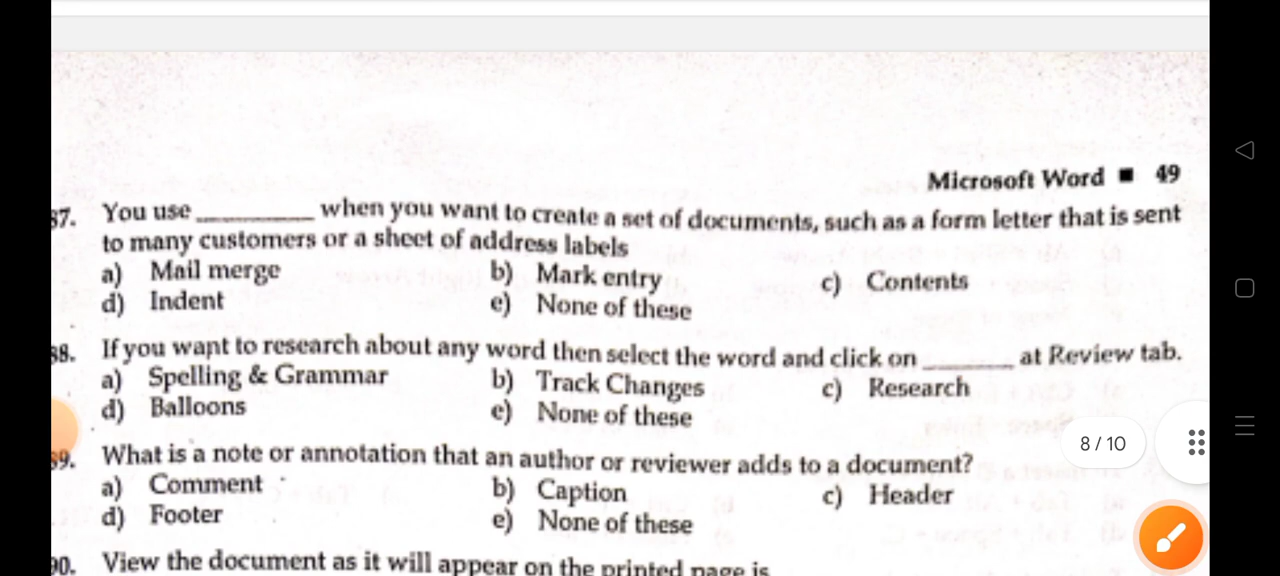 Microsoft Word ■ 49
87. You use __________ when you want to create a set of documents, such as a form letter that is sent
to many customers or a sheet of address labels
a) Mail merge b) Mark entry c) Contents
d) Indent e) None of these
88. If you want to research about any word then select the word and click on ________ at Review tab.
a) Spelling & Grammar b) Track Changes c) Research
d) Balloons e) None of these
8 / 10
89. What is a note or annotation that an author or reviewer adds to a document?
a) Comment b) Caption c) Header
d) Footer e) None of these
90. View the document as it will appear on the printed page is